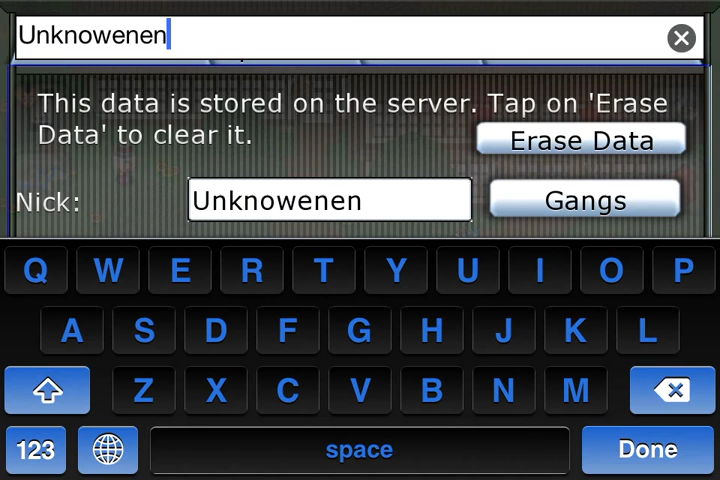 Unknowenen
This data is stored on the server. Tap on 'Erase
Data' to clear it.
Erase Data
Nick:
Unknowenen
Gangs
Q W E R T Y U I O P
A S D F G H J K L
Z X C V B N M
123
space
Done